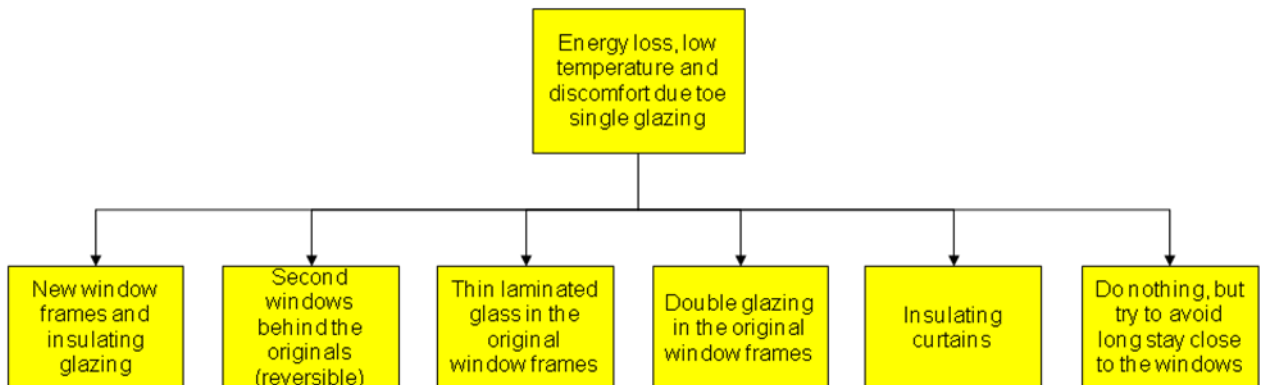 Energy loss, low
temperature and
discomfort due toe
single glazing
New window
frames and
insulating
glazing
Second
windows
behind the
originals
(reversible)
Thin laminated
glass in the
original
window frames
Double glazing
in the original
window frames
Insulating
curtains
Do nothing, but
try to avoid
long stay close
to the windows